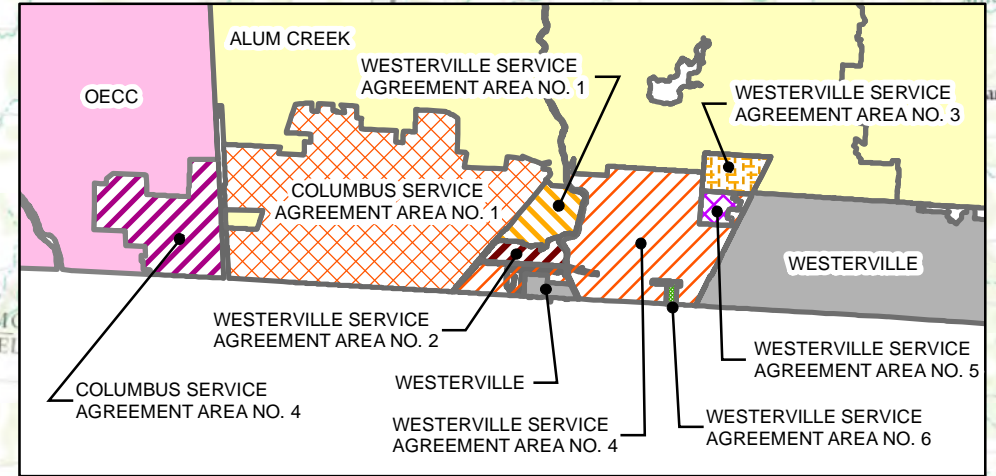 ALUM CREEK
OECC
WESTERVILLE SERVICE
AGREEMENT AREA NO. 1
WESTERVILLE SERVICE
AGREEMENT AREA NO. 3
COLUMBUS SERVICE
AGREEMENT AREA NO. 1
WESTERVILLE
WESTERVILLE SERVICE
AGREEMENT AREA NO. 2
COLUMBUS SERVICE
AGREEMENT AREA NO. 4
WESTERVILLE
WESTERVILLE SERVICE
AGREEMENT AREA NO. 4
WESTERVILLE SERVICE
AGREEMENT AREA NO. 5
WESTERVILLE SERVICE
AGREEMENT AREA NO. 6